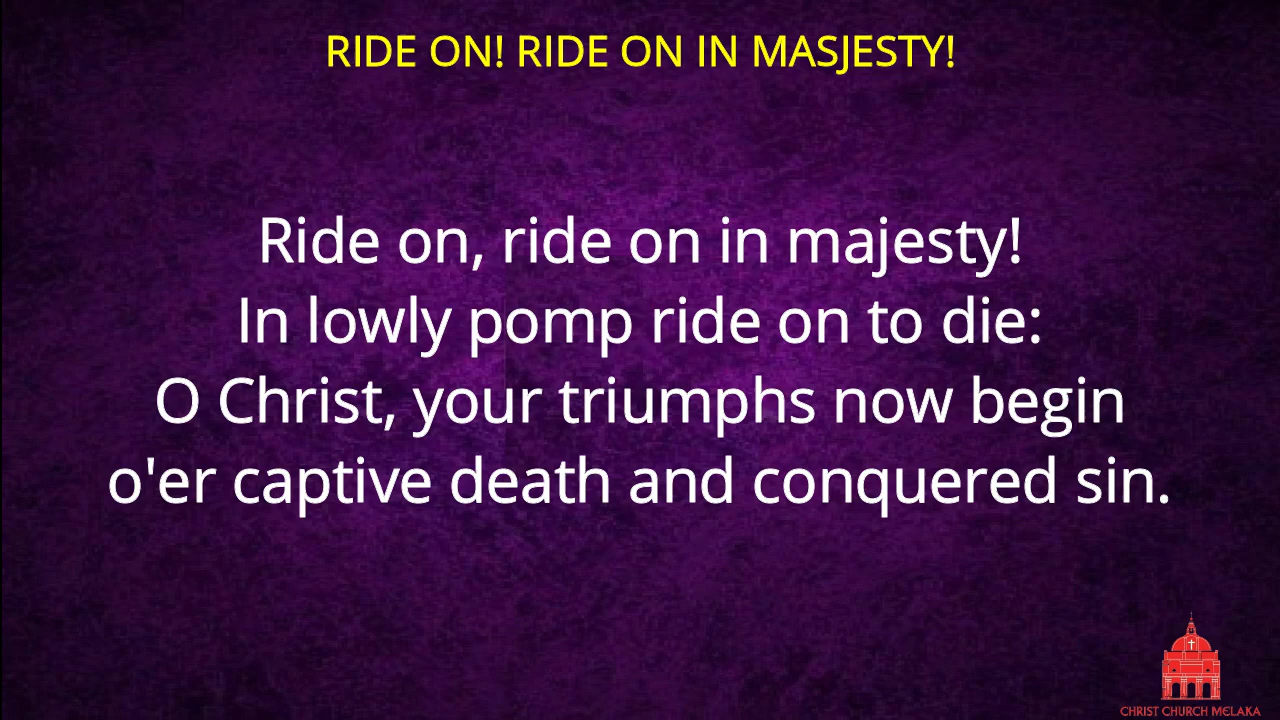 RIDE ON! RIDE ON IN MASJESTY!
Ride on, ride on in majesty!
In lowly pomp ride on to die:
O Christ, your triumphs now begin
o'er captive death and conquered sin.
CHRIST CHURCH MELAKA